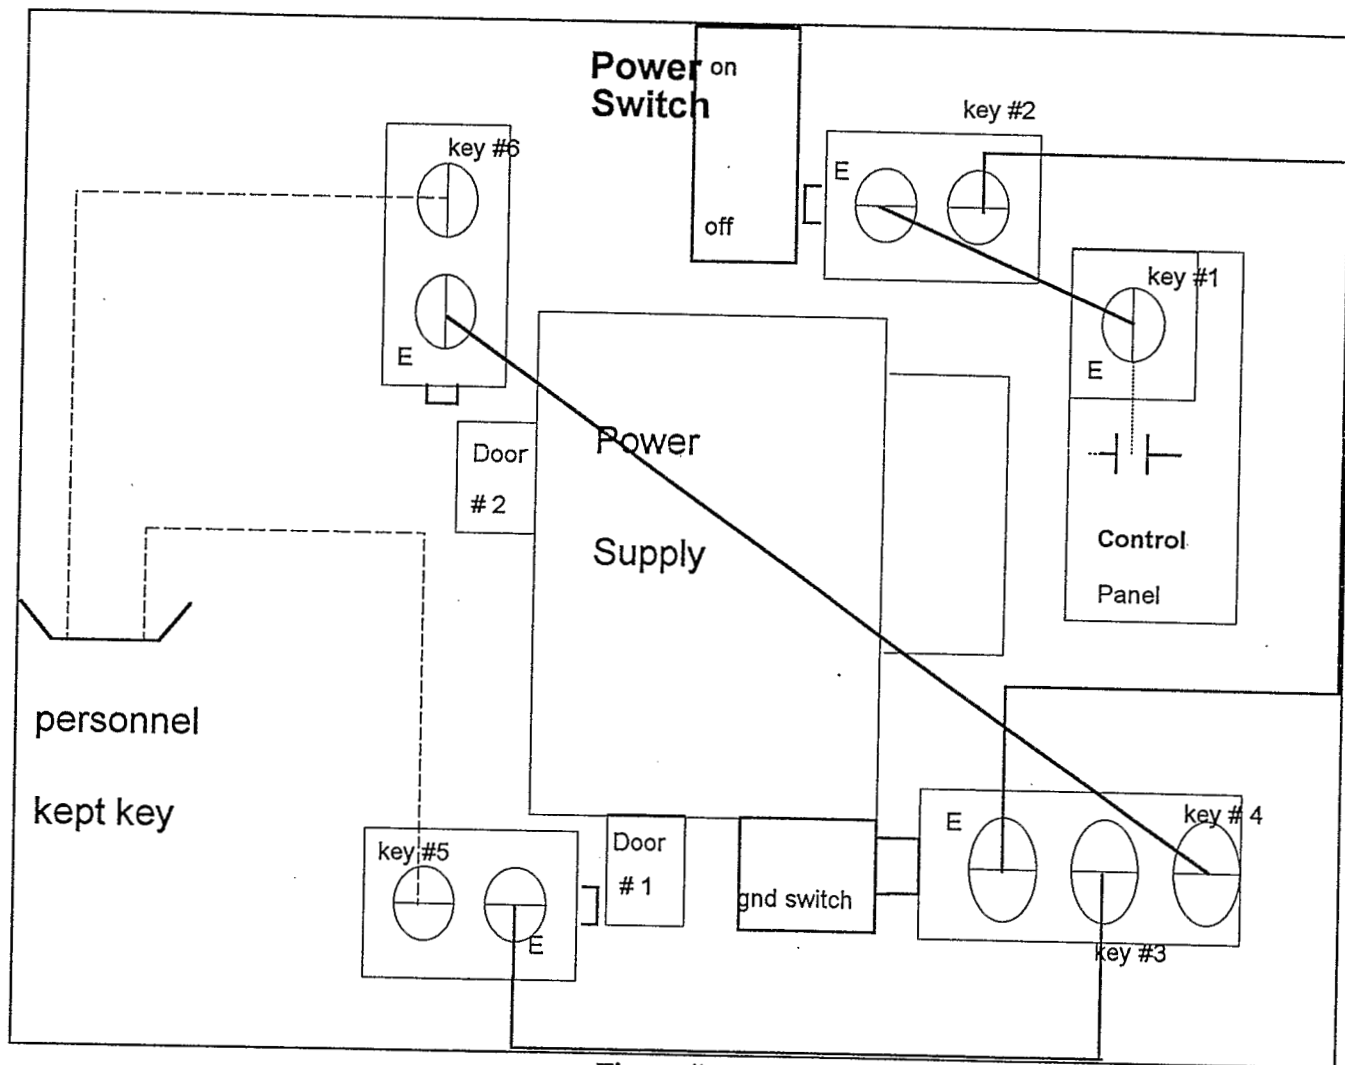 Power on
Switch
off
key #2
E
key #6
E
key #1
E
Door
# 2
Power
Supply
Control
Panel
personnel
kept key
key #5
E
Door
# 1
gnd switch
E
key # 4
key #3